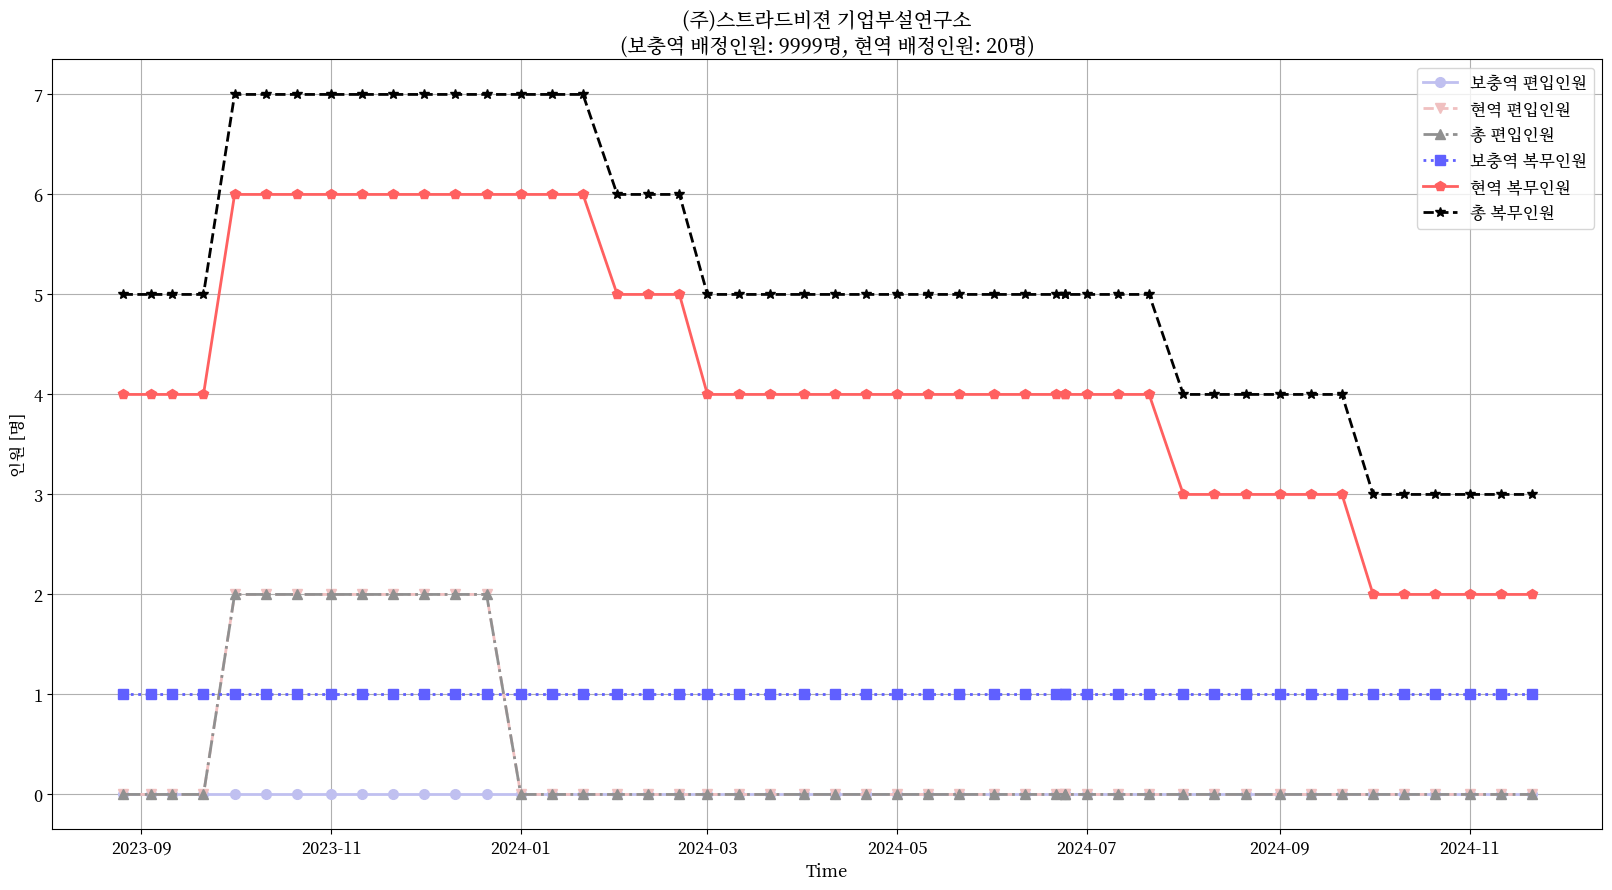 (주)스트라드비젼 기업부설연구소
(보충역 배정인원: 9999명, 현역 배정인원: 20명)
보충역 편입인원
현역 편입인원
총 편입인원
보충역 복무인원
현역 복무인원
총 복무인원
인원 [명]
7
6
5
4
3
2
1
0
2023-09 2023-11 2024-01 2024-03 2024-05 2024-07 2024-09 2024-11
Time